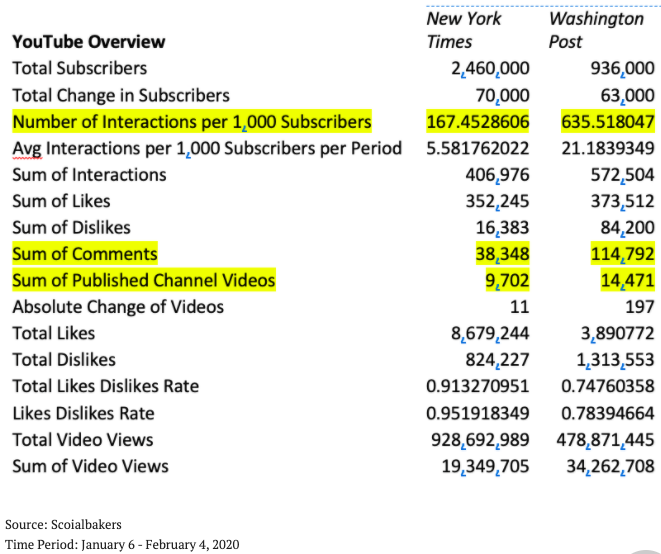 New York Washington
YouTube Overview Times Post
Total Subscribers 2,460,000 936,000
Total Change in Subscribers 70,000 63,000
Number of Interactions per 1,000 Subscribers 167.4528606 635.518047
Avg Interactions per 1,000 Subscribers per Period 5.581762022 21.1839349
Sum of Interactions 406,976 572,504
Sum of Likes 352,245 373,512
Sum of Dislikes 16,383 84,200
Sum of Comments 38,348 114,792
Sum of Published Channel Videos 9,702 14,471
Absolute Change of Videos 11 197
Total Likes 8,679,244 3,890772
Total Dislikes 824,227 1,313,553
Total Likes Dislikes Rate 0.913270951 0.74760358
Likes Dislikes Rate 0.951918349 0.78394664
Total Video Views 928,692,989 478,871,445
Sum of Video Views 19,349,705 34,262,708
Source: Scoialbakers
Time Period: January 6 - February 4, 2020